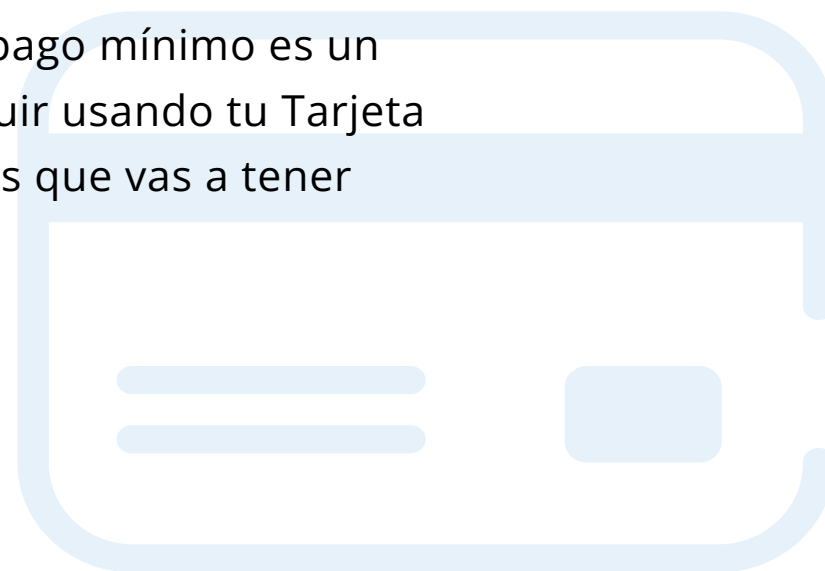 pago mínimo es un
uir usando tu Tarjeta
s que vas a tener